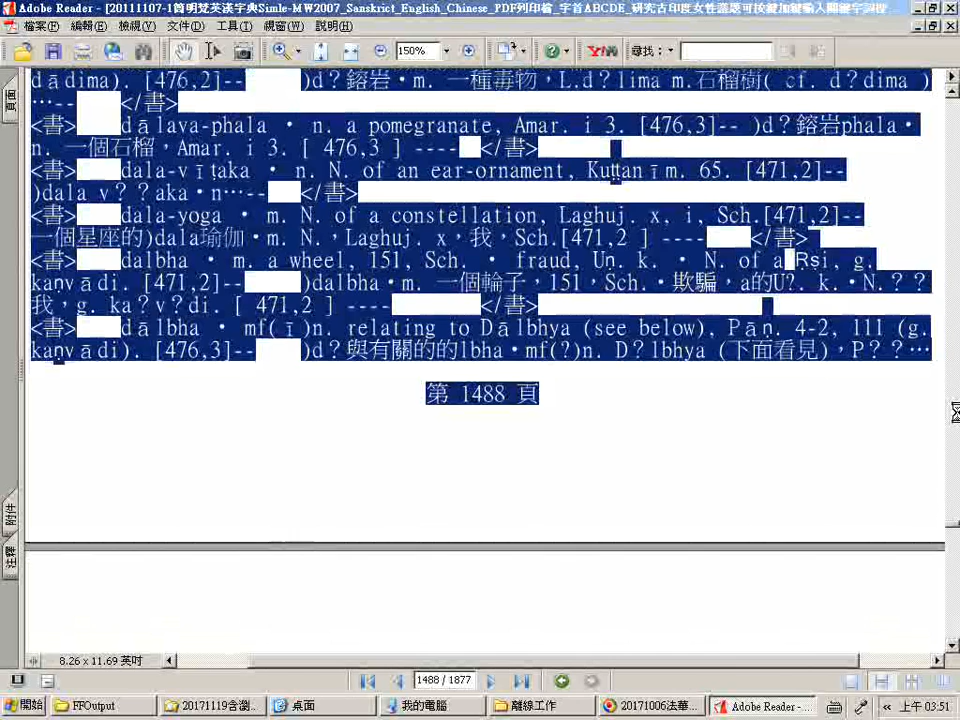 Adobe Reader - [20111107-1簡明梵英漢字典Simle-MW2007_Sanskrict_English_Chinese_PDF列印檔_字首ABCDE_研究古印度女性議題可按
檔案(F) 編輯(E) 檢視(V) 文件(D) 工具(T) 視窗(W) 說明(H)
150% Y! 尋找：
頁面
dādima). [476,2]-- )d？鎔岩‧m. 一種毒物，L.d？lima m.石榴樹( cf. d？dima )
…-- </書>
<書> dālava-phala ‧ n. a pomegranate, Amar. i 3. [476,3]-- )d？鎔岩phala‧
n. 一個石榴，Amar. i 3. [ 476,3 ] ---- </書>
<書> dala-vīṭaka ‧ n. N. of an ear-ornament, Kuṭṭanīm. 65. [471,2]--
)dala v？？aka‧n…-- </書>
<書> dala-yoga ‧ m. N. of a constellation, Laghuj. x, i, Sch.[471,2]--
一個星座的)dala瑜伽‧m. N.，Laghuj. x，我，Sch.[471,2 ] ---- </書>
<書> dalbha ‧ m. a wheel, 151, Sch. ‧ fraud, Uṇ. k. ‧ N. of a Ṛṣi, g.
kaṇvādi. [471,2]-- )dalbha‧m. 一個輪子，151，Sch.‧欺騙，a的U?. k.‧N.？？
我，g. ka？v？di. [ 471,2 ] ---- </書>
<書> dālbha ‧ mf(ī)n. relating to Dālbhya (see below), Pāṇ. 4-2, 111 (g.
kaṇvādi). [476,3]-- )d？與有關的的lbha‧mf(?)n. D？lbhya (下面看見)，P？？…
第 1488 頁
附件
注釋
8.26 x 11.69 英吋
1488 / 1877
開始 FFOutput 20171119含瀏... 桌面 我的電腦 離線工作 20171006法華... Adobe Reader - [... « 上午 03:51